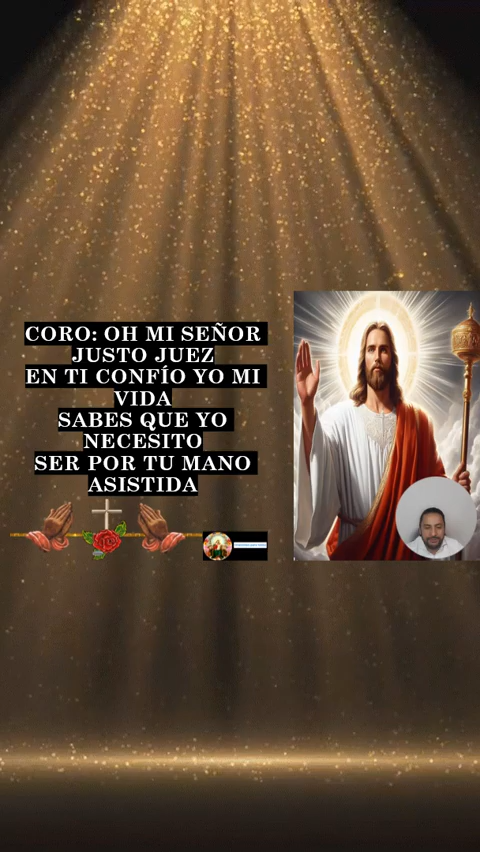 CORO: OH MI SEÑOR
JUSTO JUEZ
EN TI CONFÍO YO MI
VIDA
SABES QUE YO
NECESITO
SER POR TU MANO
ASISTIDA